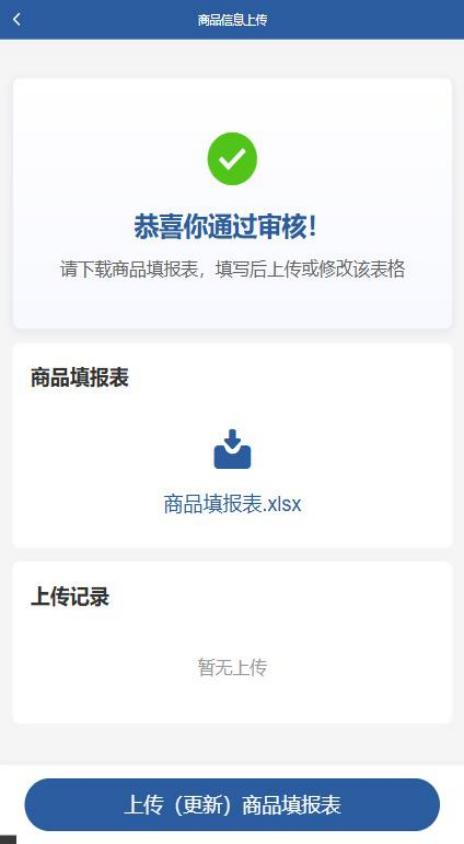 商品信息上传
恭喜你通过审核！
请下载商品填报表，填写后上传或修改该表格
商品填报表
商品填报表.xlsx
上传记录
暂无上传
上传（更新）商品填报表